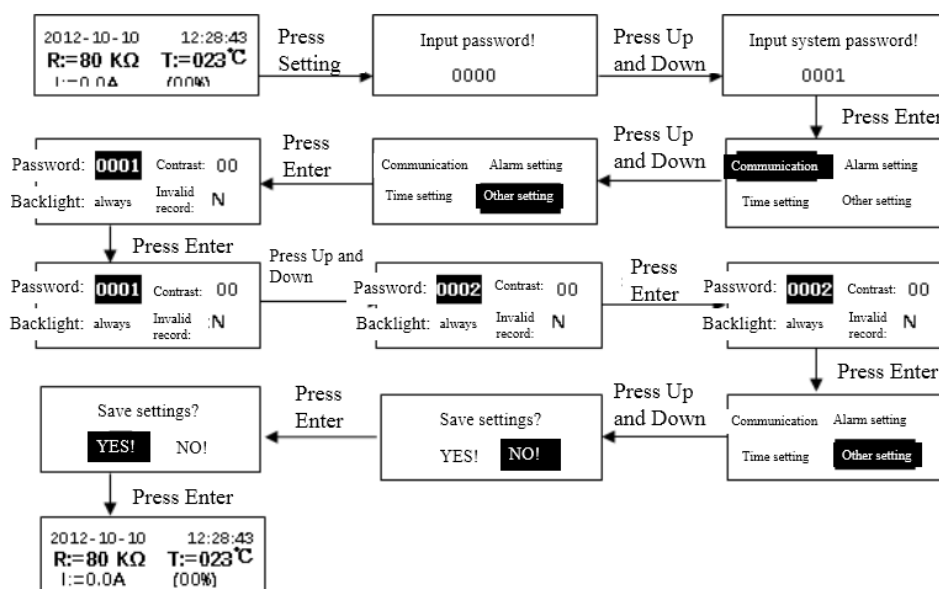 2012-10-10 12:28:43
R:=80 KΩ T:=023℃
I:=0.0A (00%)
Press
Setting
Input password!
0000
Press Up
and Down
Input system password!
0001
Press Enter
Communication Alarm setting
Time setting Other setting
Press Up
and Down
Communication Alarm setting
Time setting Other setting
Press
Enter
Password: 0001 Contrast: 00
Backlight: always Invalid record: N
Press Enter
Password: 0001 Contrast: 00
Backlight: always Invalid record: :N
Press Up and
Down
Password: 0002 Contrast: 00
Backlight: always Invalid record: N
Press
Enter
Password: 0002 Contrast: 00
Backlight: always Invalid record: N
Press Enter
Communication Alarm setting
Time setting Other setting
Press Up
and Down
Save settings?
YES! NO!
Press
Enter
Save settings?
YES! NO!
Press Enter
2012-10-10 12:28:43
R:=80 KΩ T:=023℃
I:=0.0A (00%)